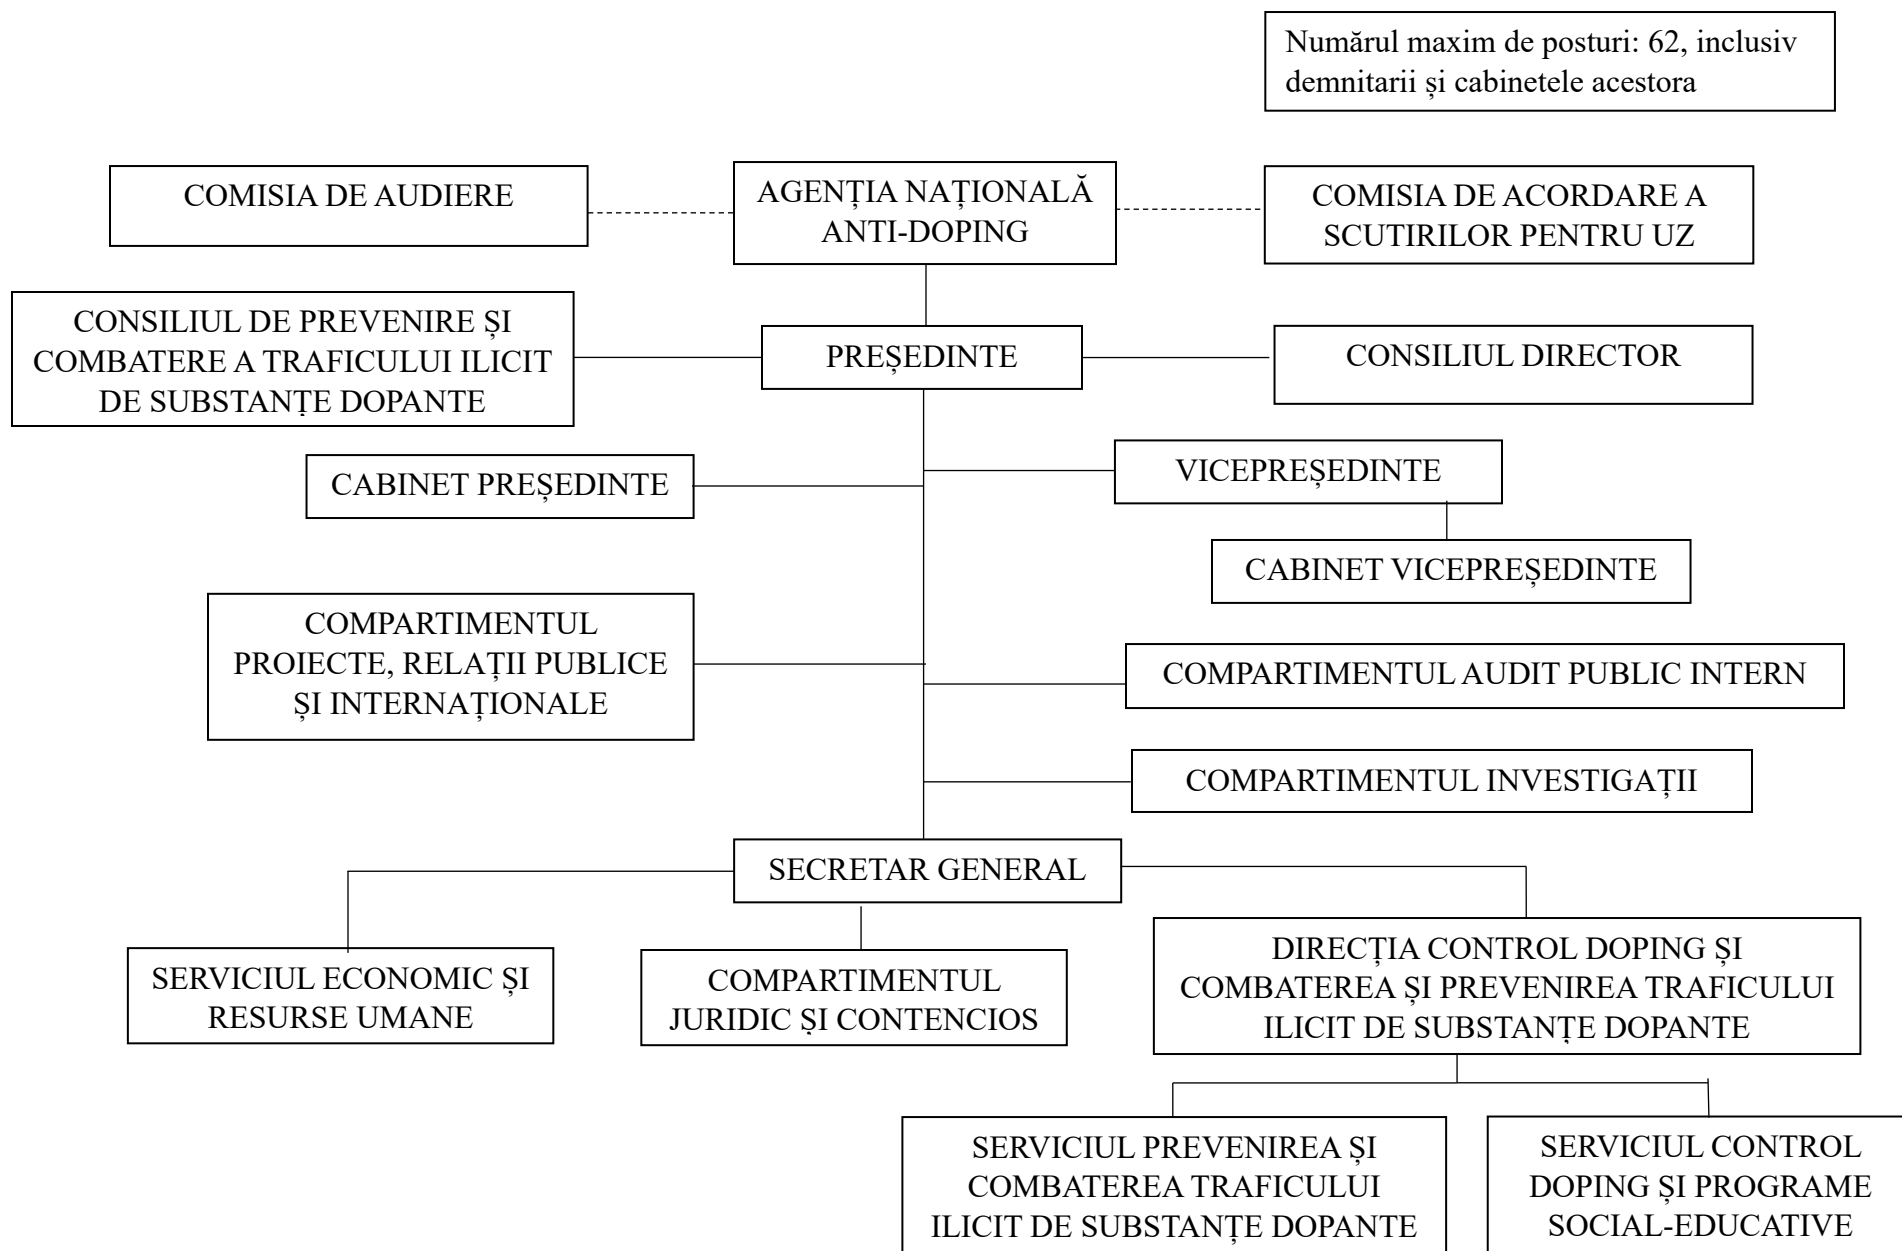 Numărul maxim de posturi: 62, inclusiv
demnitarii și cabinetele acestora
COMISIA DE AUDIERE
AGENȚIA NAȚIONALĂ
ANTI-DOPING
COMISIA DE ACORDARE A
SCUTIRILOR PENTRU UZ
CONSILIUL DE PREVENIRE ȘI
COMBATERE A TRAFICULUI ILICIT
DE SUBSTANȚE DOPANTE
PREȘEDINTE
CONSILIUL DIRECTOR
CABINET PREȘEDINTE
VICEPREȘEDINTE
CABINET VICEPREȘEDINTE
COMPARTIMENTUL
PROIECTE, RELAȚII PUBLICE
ȘI INTERNAȚIONALE
COMPARTIMENTUL AUDIT PUBLIC INTERN
COMPARTIMENTUL INVESTIGAȚII
SECRETAR GENERAL
SERVICIUL ECONOMIC ȘI
RESURSE UMANE
COMPARTIMENTUL
JURIDIC ȘI CONTENCIOS
DIRECȚIA CONTROL DOPING ȘI
COMBATEREA ȘI PREVENIREA TRAFICULUI
ILICIT DE SUBSTANȚE DOPANTE
SERVICIUL PREVENIREA ȘI
COMBATEREA TRAFICULUI
ILICIT DE SUBSTANȚE DOPANTE
SERVICIUL CONTROL
DOPING ȘI PROGRAME
SOCIAL-EDUCATIVE